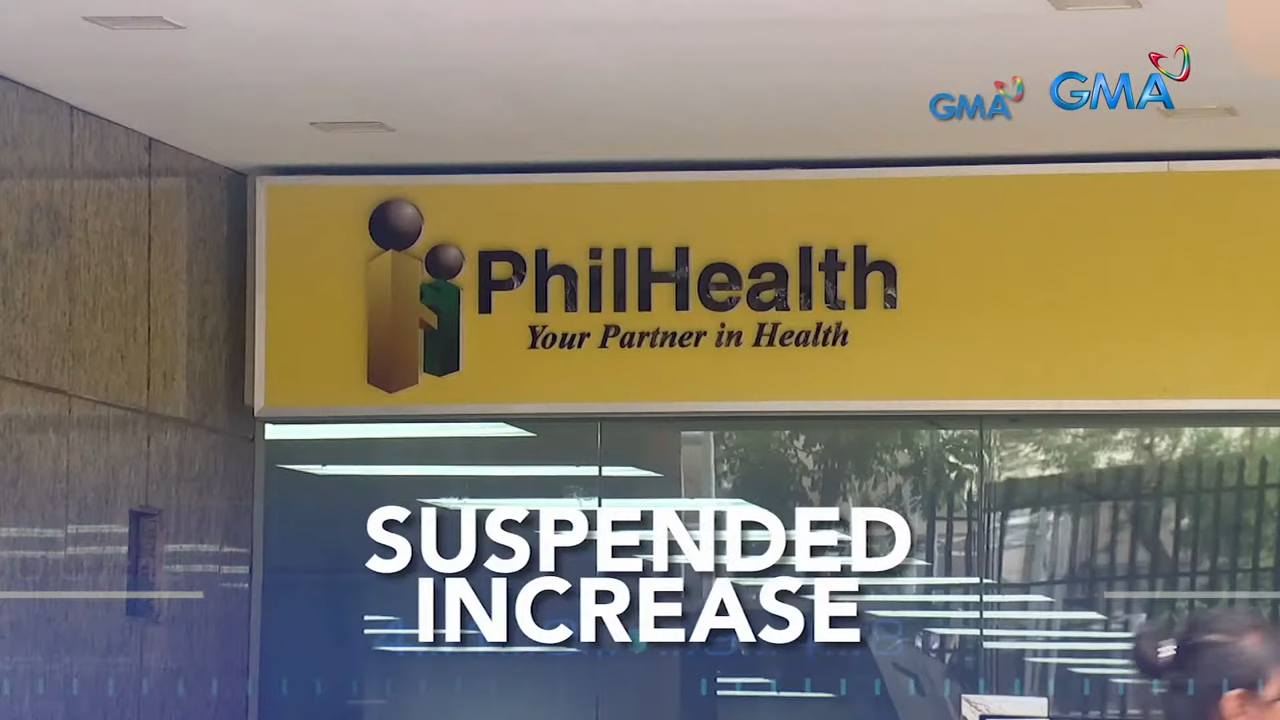 GMA
GMA
PhilHealth
Your Partner in Health
SUSPENDED
INCREASE